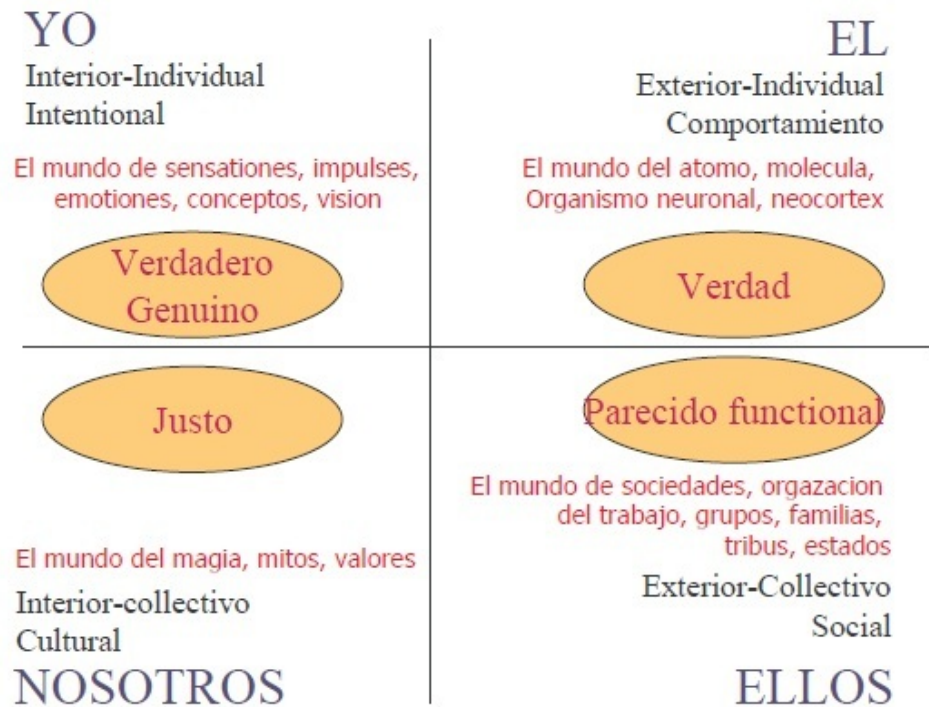 YO
Interior-Individual
Intentional
El mundo de sensationes, impulses,
emotiones, conceptos, vision
Verdadero
Genuino
EL
Exterior-Individual
Comportamiento
El mundo del atomo, molecula,
Organismo neuronal, neocortex
Verdad
Justo
El mundo del magia, mitos, valores
Interior-collectivo
Cultural
NOSOTROS
Parecido functional
El mundo de sociedades, orgazacion
del trabajo, grupos, familias,
tribus, estados
Exterior-Collectivo
Social
ELLOS